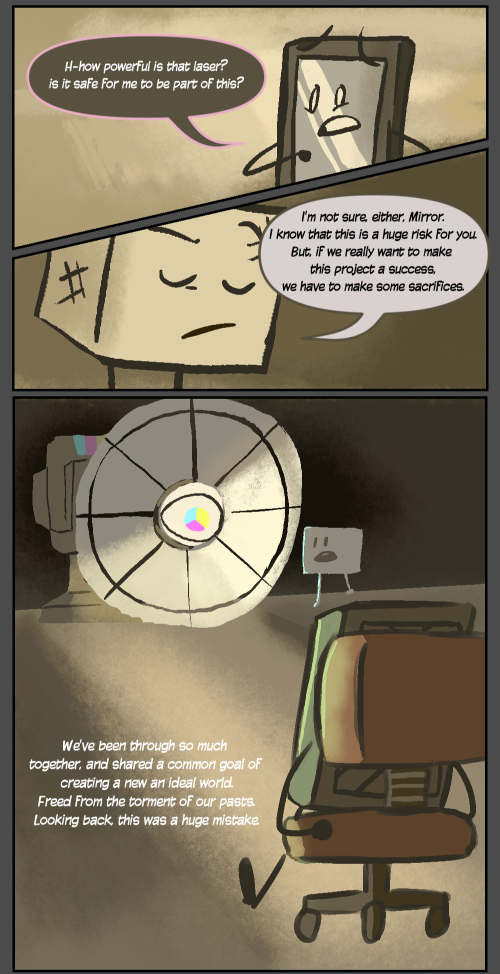 H-how powerful is that laser?
is it safe for me to be part of this?
I'm not sure, either, Mirror.
I know that this is a huge risk for you.
But, if we really want to make
this project a success,
we have to make some sacrifices.
#
We've been through so much
together, and shared a common goal of
creating a new an ideal world.
Freed from the torment of our pasts.
Looking back, this was a huge mistake.